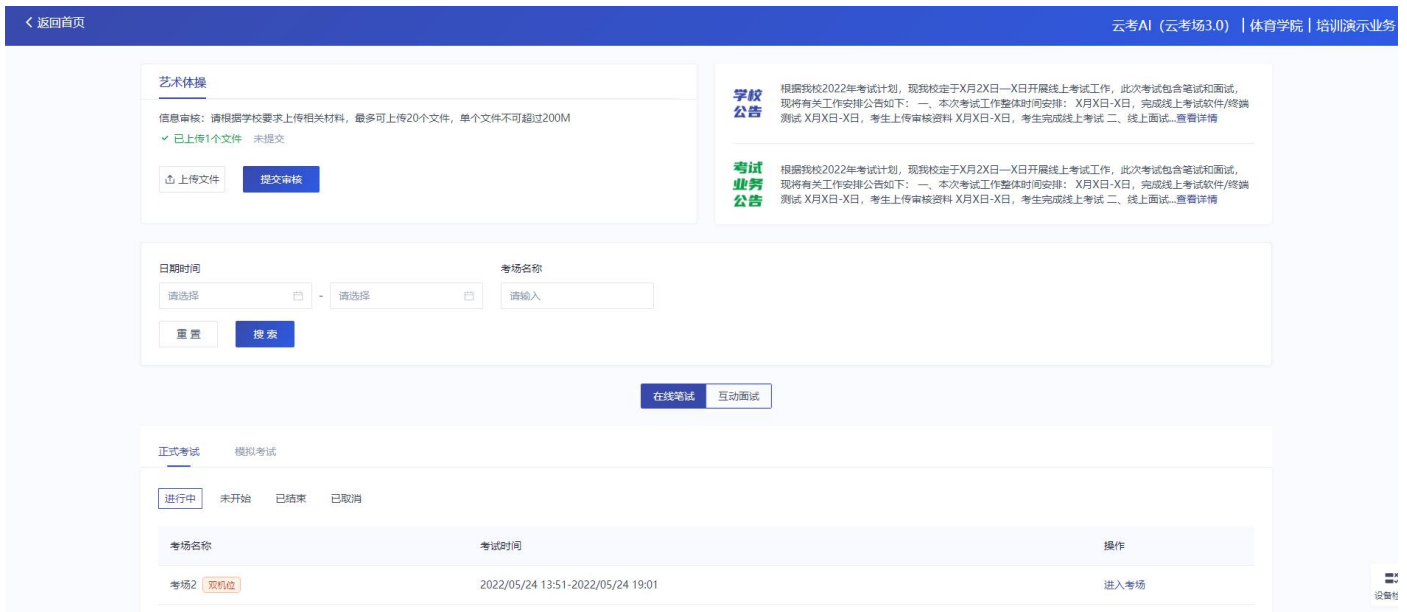 返回首页
云考AI（云考场3.0）｜体育学院｜培训演示业务
艺术体操
信息审核：请根据学校要求上传相关材料，最多可上传20个文件，单个文件不可超过200M
已上传1个文件 未提交
上传文件 提交审核
学校
公告
根据我校2022年考试计划，现我校定于X月2X日—X日开展线上考试工作，此次考试包含笔试和面试，
现将有关工作安排公告如下： 一、本次考试工作整体时间安排： X月X日-X日，完成线上考试软件/终端
测试 X月X日-X日，考生上传审核资料 X月X日-X日，考生完成线上考试 二、线上面试...查看详情
考试
业务
公告
根据我校2022年考试计划，现我校定于X月2X日—X日开展线上考试工作，此次考试包含笔试和面试，
现将有关工作安排公告如下： 一、本次考试工作整体时间安排： X月X日-X日，完成线上考试软件/终端
测试 X月X日-X日，考生上传审核资料 X月X日-X日，考生完成线上考试 二、线上面试...查看详情
日期时间 考场名称
请选择 - 请选择 请输入
重置 搜索
在线笔试 互动面试
正式考试 模拟考试
进行中 未开始 已结束 已取消
考场名称 考试时间 操作
考场2 双机位 2022/05/24 13:51-2022/05/24 19:01 进入考场
设备